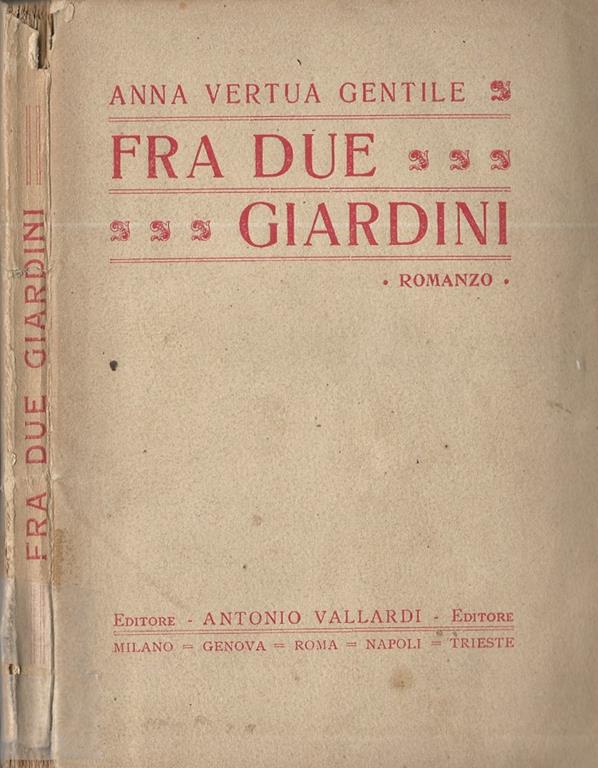 ANNA VERTUA GENTILE
FRA DUE
GIARDINI
• ROMANZO •
EDITORE - ANTONIO VALLARDI - EDITORE
MILANO = GENOVA = ROMA = NAPOLI = TRIESTE
FRA DUE GIARDINI